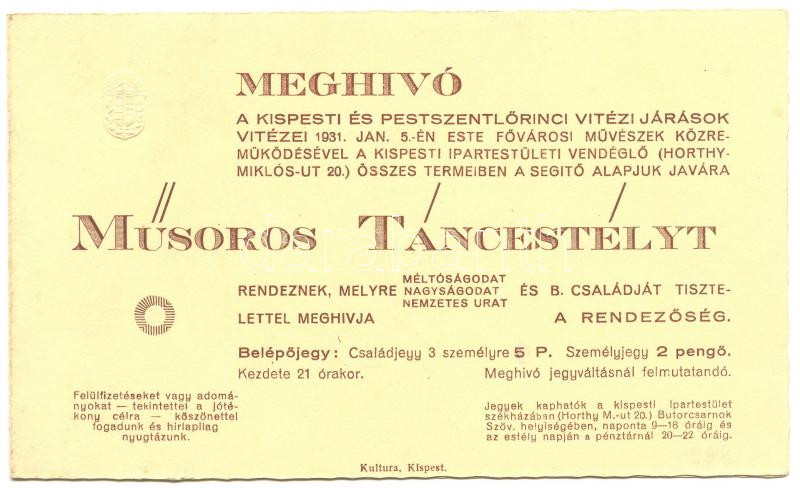 MEGHIVÓ
A KISPESTI ÉS PESTSZENTLŐRINCI VITÉZI JÁRÁSOK
VITÉZEI 1931. JAN. 5.-ÉN ESTE FŐVÁROSI MŰVÉSZEK KÖZRE-
MŰKÖDÉSÉVEL A KISPESTI IPARTESTÜLETI VENDÉGLŐ (HORTHY-
MIKLÓS-UT 20.) ÖSSZES TERMEIBEN A SEGITŐ ALAPJUK JAVÁRA
MŰSOROS TÁNCESTÉLYT
RENDEZNEK, MELYRE MÉLTÓSÁGODAT
NAGYSÁGODAT
NEMZETES URAT ÉS B. CSALÁDJÁT TISZTE-
LETTEL MEGHIVJA A RENDEZŐSÉG.
Belépőjegy: Családjegy 3 személyre 5 P. Személyjegy 2 pengő.
Kezdete 21 órakor. Meghivó jegyváltásnál felmutatandó.
Felülfizetéseket vagy adomá-
nyokat — tekintettel a jóté-
kony célra — köszönettel
fogadunk és hirlapilag
nyugtázunk.
Jegyek kaphatók a kispesti Ipartestület
székházában (Horthy M.-ut 20.) Butorcsarnok
Szöv. helyiségében, naponta 9—18 óráig és
az estély napján a pénztárnál 20—22 óráig.
Kultura, Kispest.
darabanth